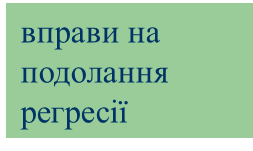 вправи на
подолання
регресії